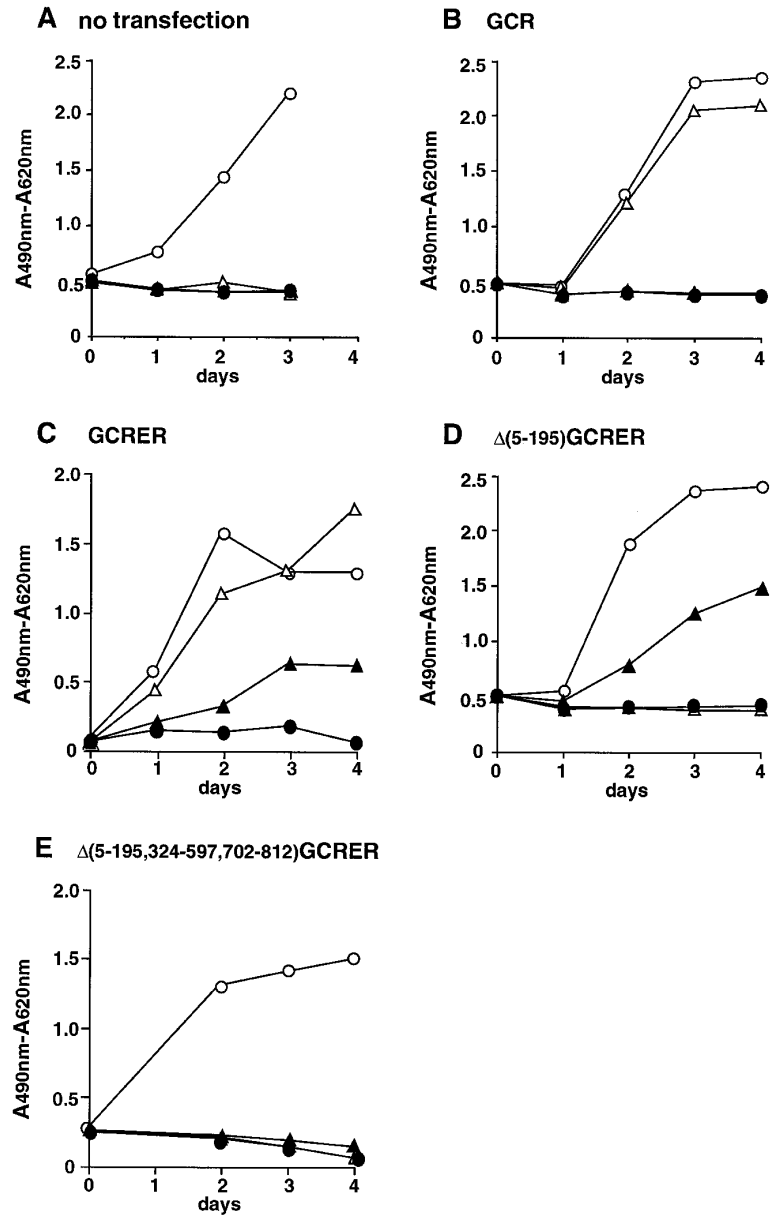 A no transfection
2.5
2.0
1.5
1.0
0.5
0
A490nm-A620nm
0 1 2 3 4
days
B GCR
2.5
2.0
1.5
1.0
0.5
0
A490nm-A620nm
0 1 2 3 4
days
C GCRER
2.0
1.5
1.0
0.5
0
A490nm-A620nm
0 1 2 3 4
days
D Δ(5-195)GCRER
2.5
2.0
1.5
1.0
0.5
0
A490nm-A620nm
0 1 2 3 4
days
E Δ(5-195,324-597,702-812)GCRER
2.0
1.5
1.0
0.5
0
A490nm-A620nm
0 1 2 3 4
days